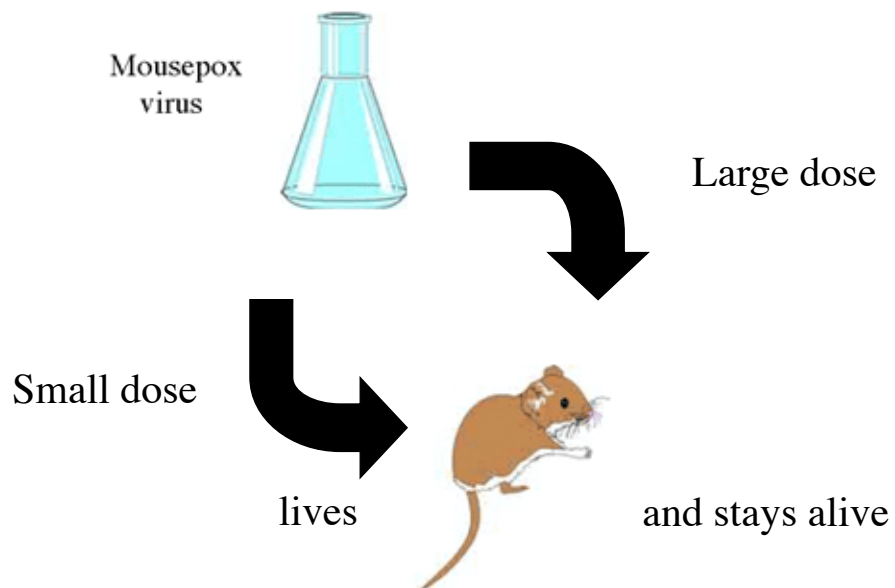 Mousepox
virus
Large dose
Small dose
lives
and stays alive